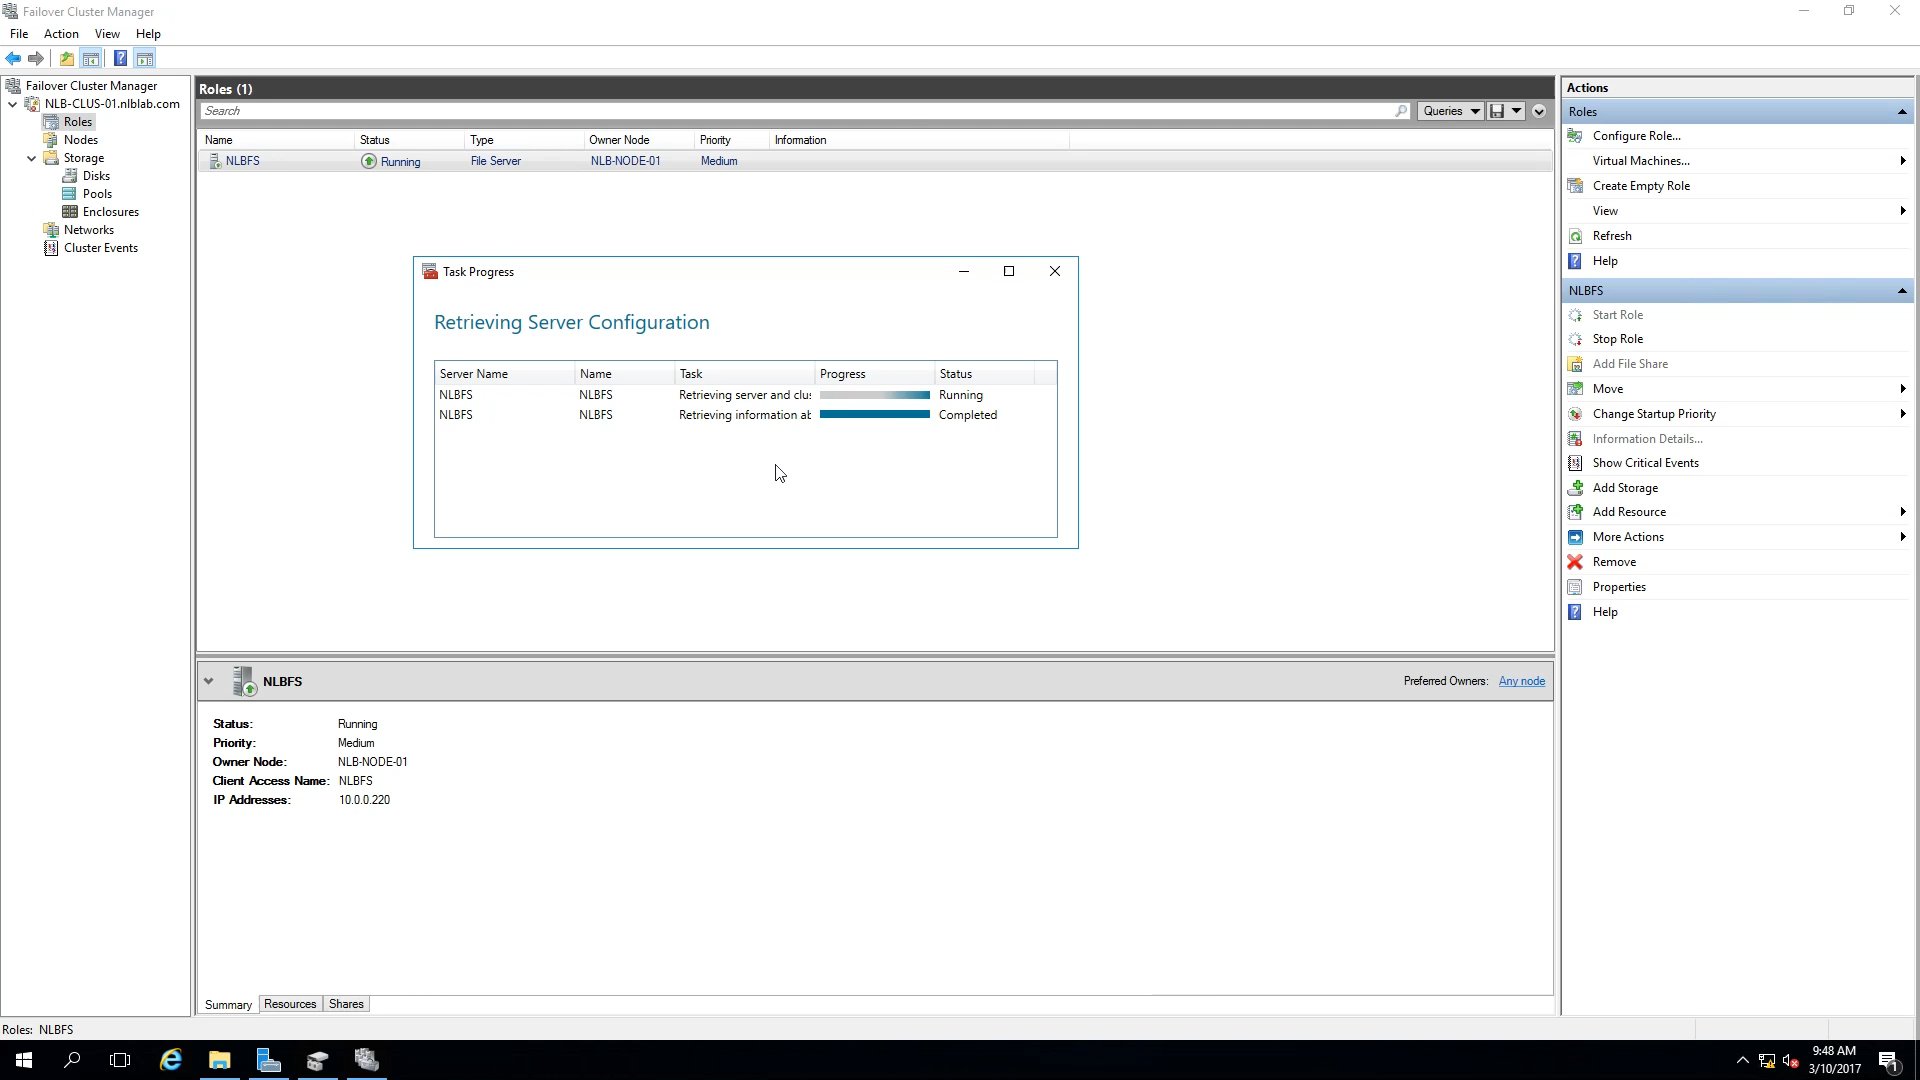 Failover Cluster Manager
File Action View Help
Failover Cluster Manager
NLB-CLUS-01.nlblab.com
Roles
Nodes
Storage
Disks
Pools
Enclosures
Networks
Cluster Events
Roles (1)
Search
Queries
Name Status Type Owner Node Priority Information
NLBFS Running File Server NLB-NODE-01 Medium
Task Progress
Retrieving Server Configuration
Server Name Name Task Progress Status
NLBFS NLBFS Retrieving server and clus Running
NLBFS NLBFS Retrieving information ab Completed
NLBFS Preferred Owners: Any node
Status: Running
Priority: Medium
Owner Node: NLB-NODE-01
Client Access Name: NLBFS
IP Addresses: 10.0.0.220
Summary Resources Shares
Actions
Roles
Configure Role...
Virtual Machines...
Create Empty Role
View
Refresh
Help
NLBFS
Start Role
Stop Role
Add File Share
Move
Change Startup Priority
Information Details...
Show Critical Events
Add Storage
Add Resource
More Actions
Remove
Properties
Help
Roles: NLBFS
9:48 AM
3/10/2017
1